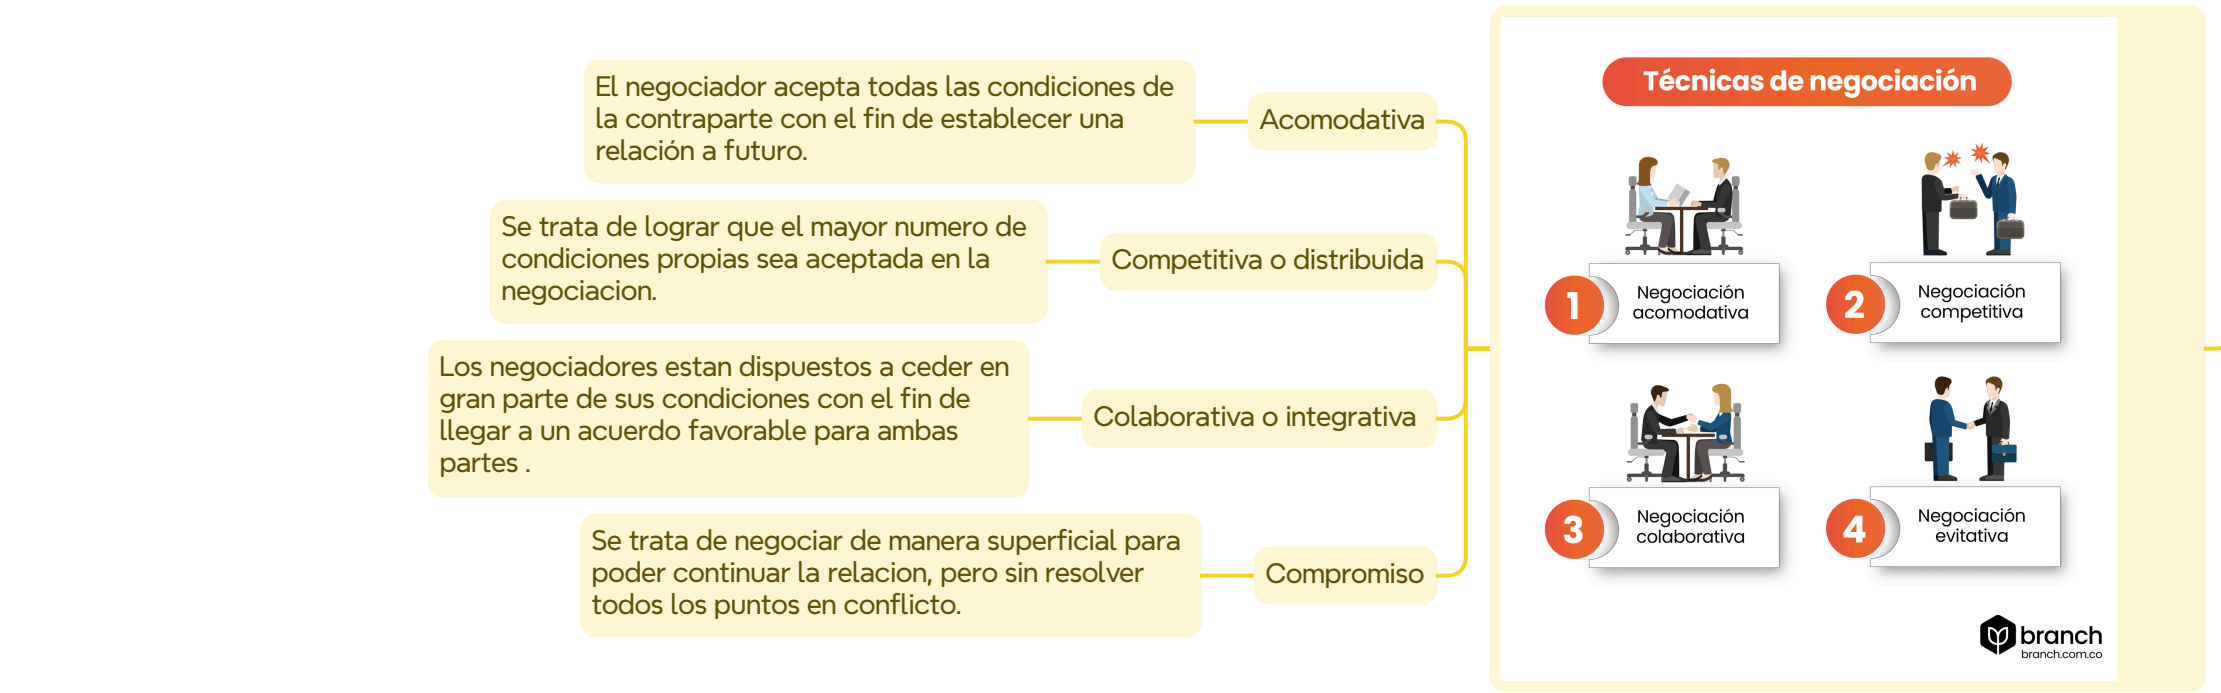 El negociador acepta todas las condiciones de
la contraparte con el fin de establecer una
relación a futuro.
Acomodativa
Se trata de lograr que el mayor numero de
condiciones propias sea aceptada en la
negociacion.
Competitiva o distribuida
Los negociadores estan dispuestos a ceder en
gran parte de sus condiciones con el fin de
llegar a un acuerdo favorable para ambas
partes .
Colaborativa o integrativa
Se trata de negociar de manera superficial para
poder continuar la relacion, pero sin resolver
todos los puntos en conflicto.
Compromiso
Técnicas de negociación
1
Negociación
acomodativa
2
Negociación
competitiva
3
Negociación
colaborativa
4
Negociación
evitativa
branch
branch.com.co